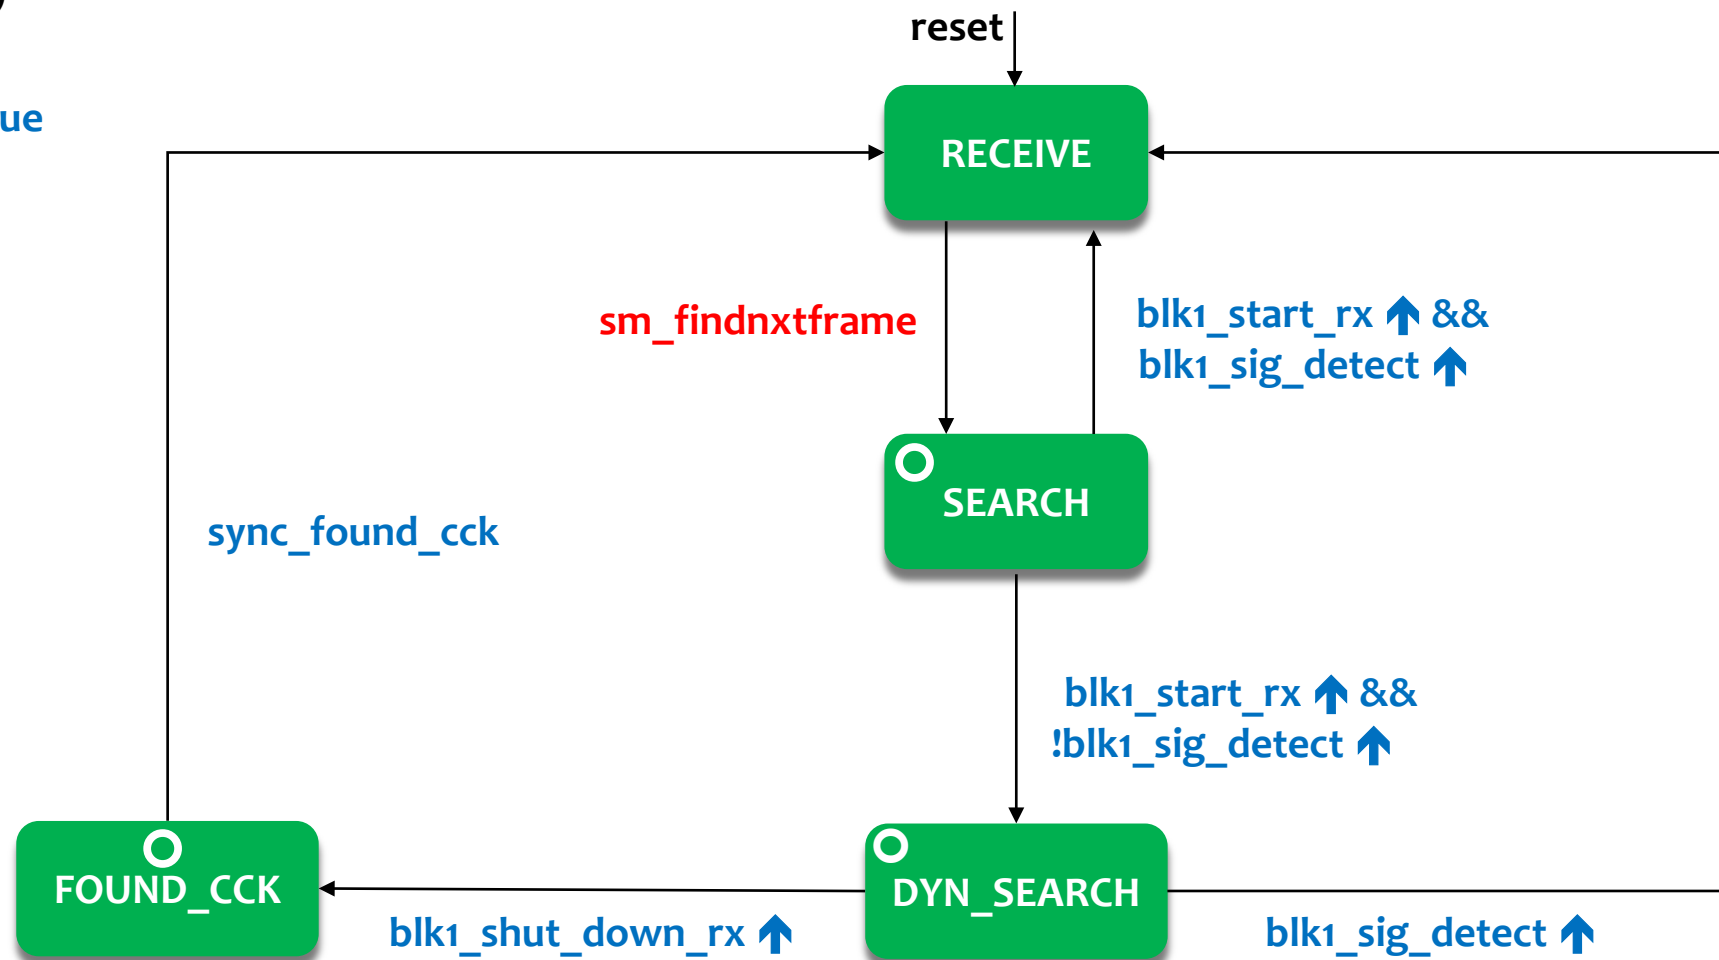 reset
ue
RECEIVE
sm_findnxtframe
blk1_start_rx ⬆ &&
blk1_sig_detect ⬆
SEARCH
sync_found_cck
blk1_start_rx ⬆ &&
!blk1_sig_detect ⬆
FOUND_CCK
DYN_SEARCH
blk1_shut_down_rx ⬆
blk1_sig_detect ⬆